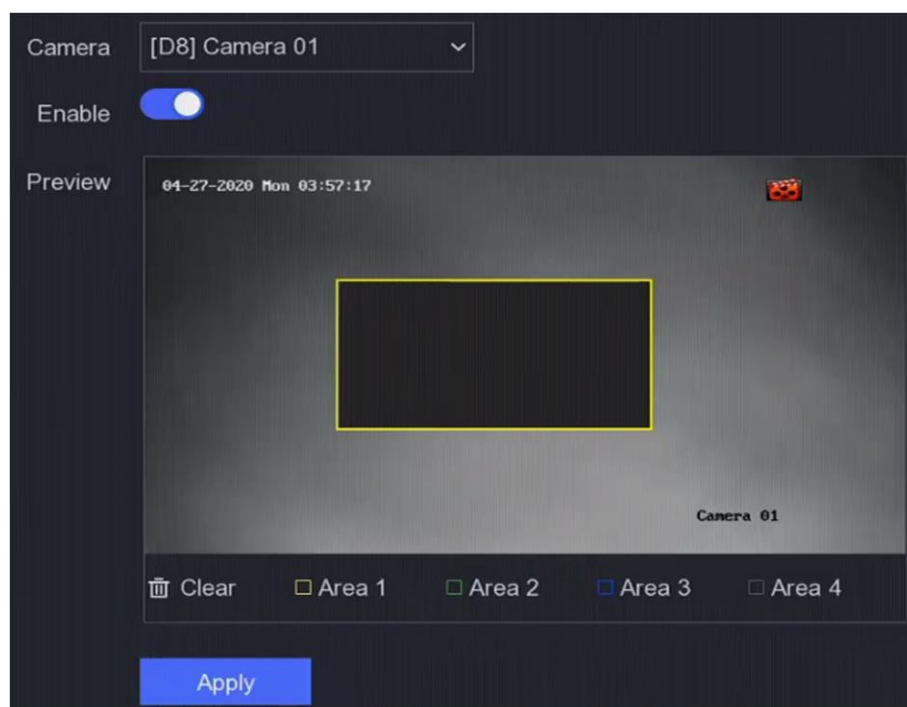 Camera [D8] Camera 01
Enable
Preview
04-27-2020 Mon 03:57:17
Camera 01
Clear Area 1 Area 2 Area 3 Area 4
Apply